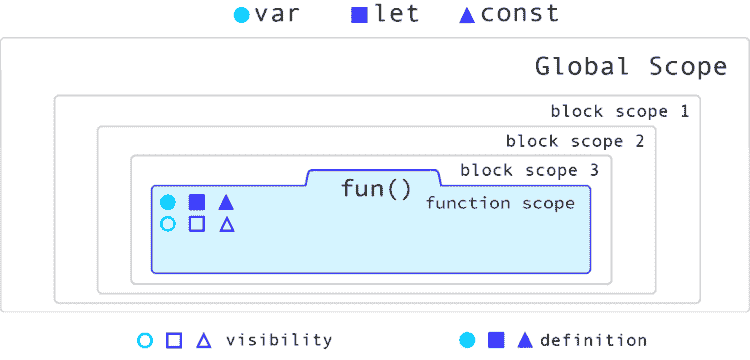 var let const
Global Scope
block scope 1
block scope 2
block scope 3
fun()
function scope
visibility definition